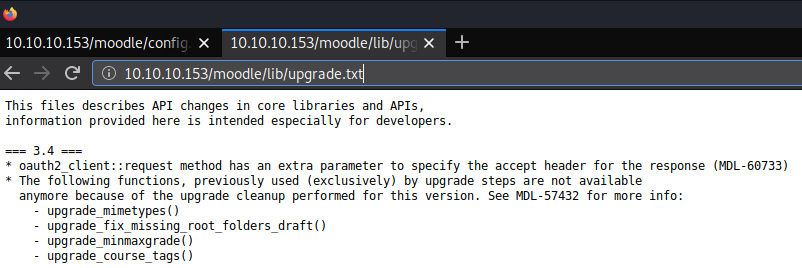 10.10.10.153/moodle/config. 10.10.10.153/moodle/lib/upg
10.10.10.153/moodle/lib/upgrade.txt
This files describes API changes in core libraries and APIs,
information provided here is intended especially for developers.
=== 3.4 ===
* oauth2_client::request method has an extra parameter to specify the accept header for the response (MDL-60733)
* The following functions, previously used (exclusively) by upgrade steps are not available
anymore because of the upgrade cleanup performed for this version. See MDL-57432 for more info:
- upgrade_mimetypes()
- upgrade_fix_missing_root_folders_draft()
- upgrade_minmaxgrade()
- upgrade_course_tags()